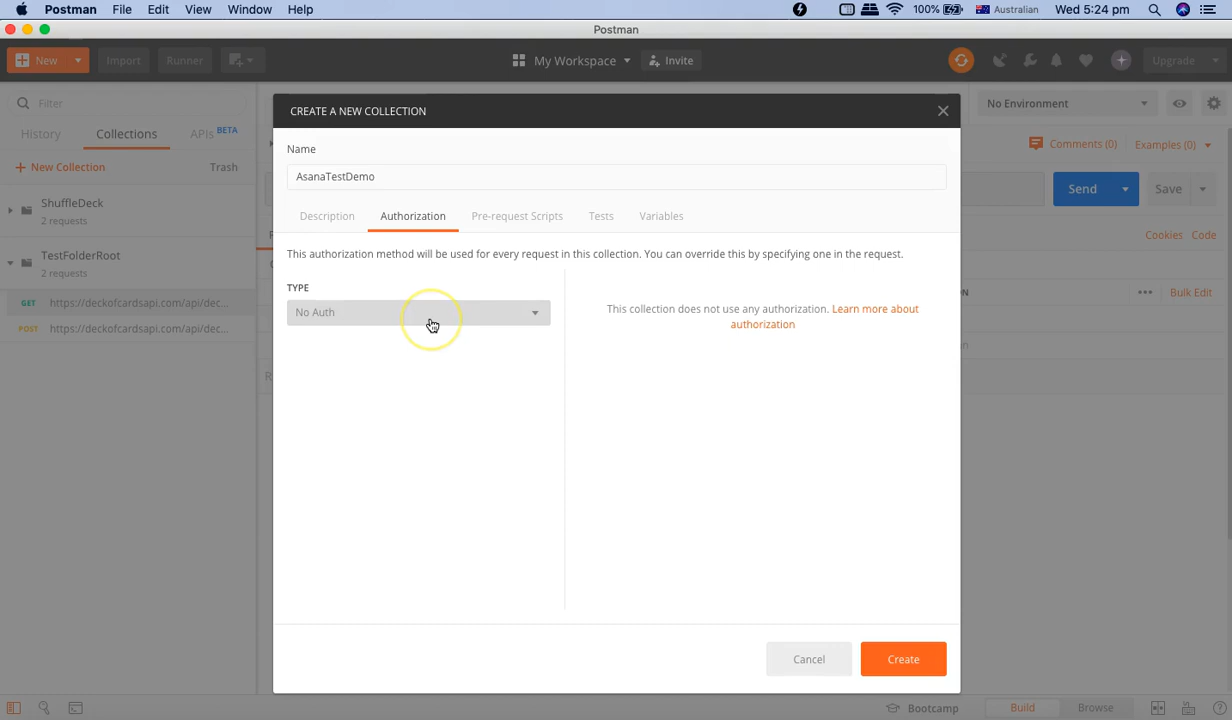 Postman File Edit View Window Help 100% Australian Wed 5:24 pm
Postman
New Import Runner My Workspace Invite Upgrade
Filter
History Collections APIs BETA
New Collection Trash
ShuffleDeck
2 requests
TestFolderRoot
2 requests
GET https://deckofcardsapi.com/api/dec...
POST https://deckofcardsapi.com/api/dec...
CREATE A NEW COLLECTION
Name
AsanaTestDemo
Description Authorization Pre-request Scripts Tests Variables
This authorization method will be used for every request in this collection. You can override this by specifying one in the request.
TYPE
No Auth
This collection does not use any authorization. Learn more about
authorization
Cancel Create
No Environment
Comments (0) Examples (0)
Send Save
Cookies Code
Bulk Edit
Bootcamp Build Browse